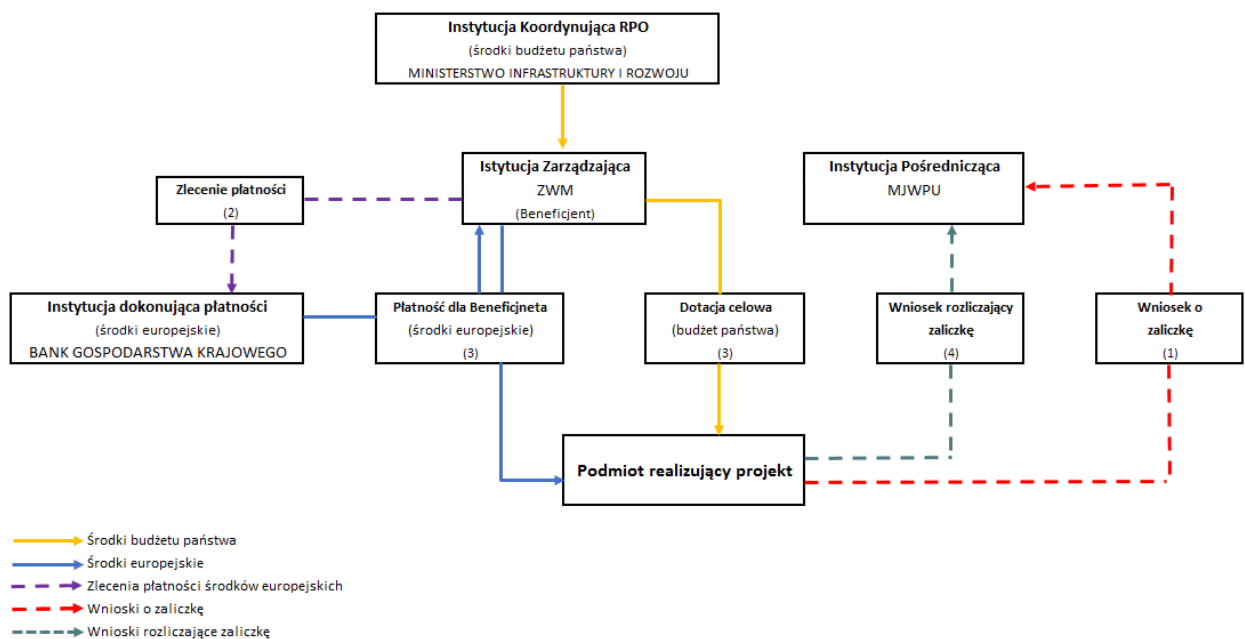 Instytucja Koordynująca RPO
(środki budżetu państwa)
MINISTERSTWO INFRASTRUKTURY I ROZWOJU
Istytucja Zarządzająca
ZWM
(Beneficjent)
Instytucja Pośrednicząca
MJWPU
Zlecenie płatności
(2)
Instytucja dokonująca płatności
(środki europejskie)
BANK GOSPODARSTWA KRAJOWEGO
Płatność dla Beneficjneta
(środki europejskie)
(3)
Dotacja celowa
(budżet państwa)
(3)
Wniosek rozliczający
zaliczkę
(4)
Wniosek o
zaliczkę
(1)
Podmiot realizujący projekt
Środki budżetu państwa
Środki europejskie
Zlecenia płatności środków europejskich
Wnioski o zaliczkę
Wnioski rozliczające zaliczkę